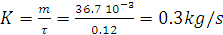 K = m/τ = 36.7 10⁻³/0.12 = 0.3kg/s